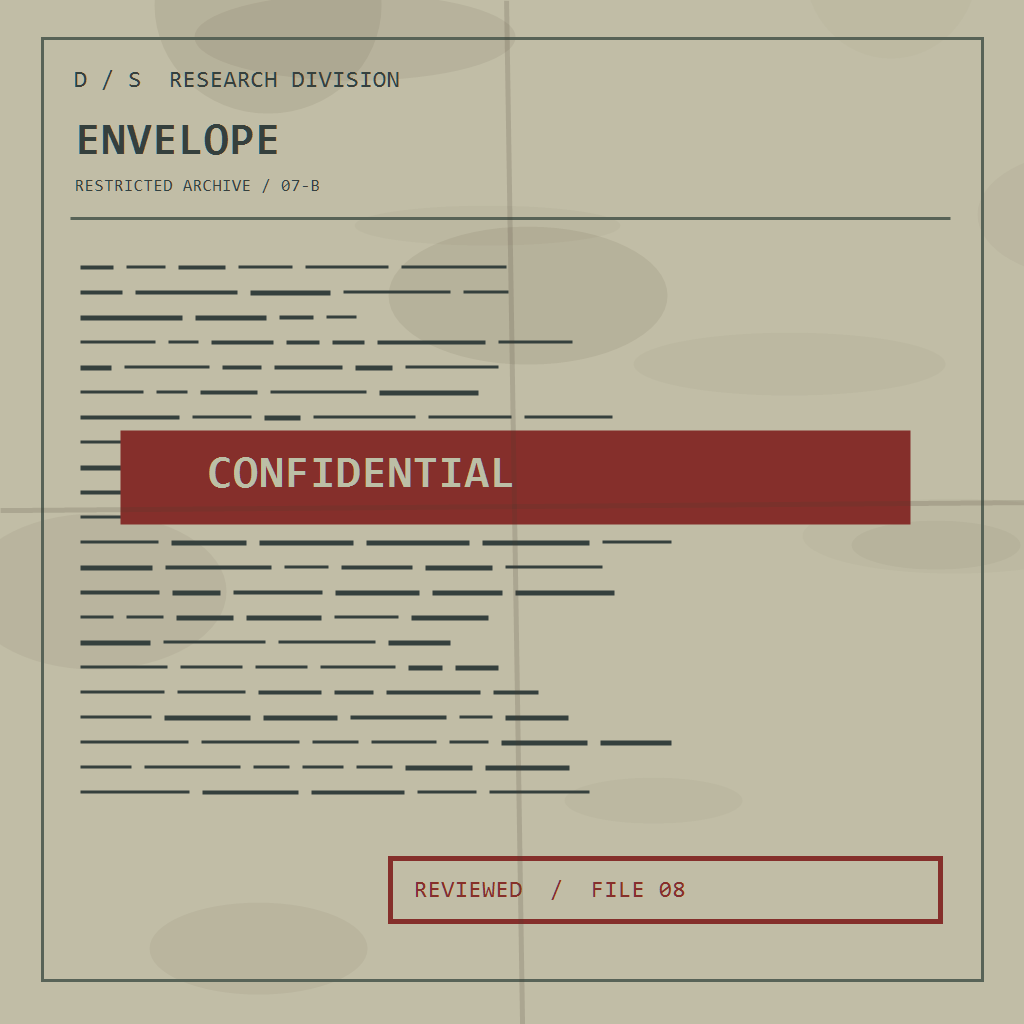 D / S RESEARCH DIVISION
ENVELOPE
RESTRICTED ARCHIVE / 07-B
CONFIDENTIAL
REVIEWED / FILE 08